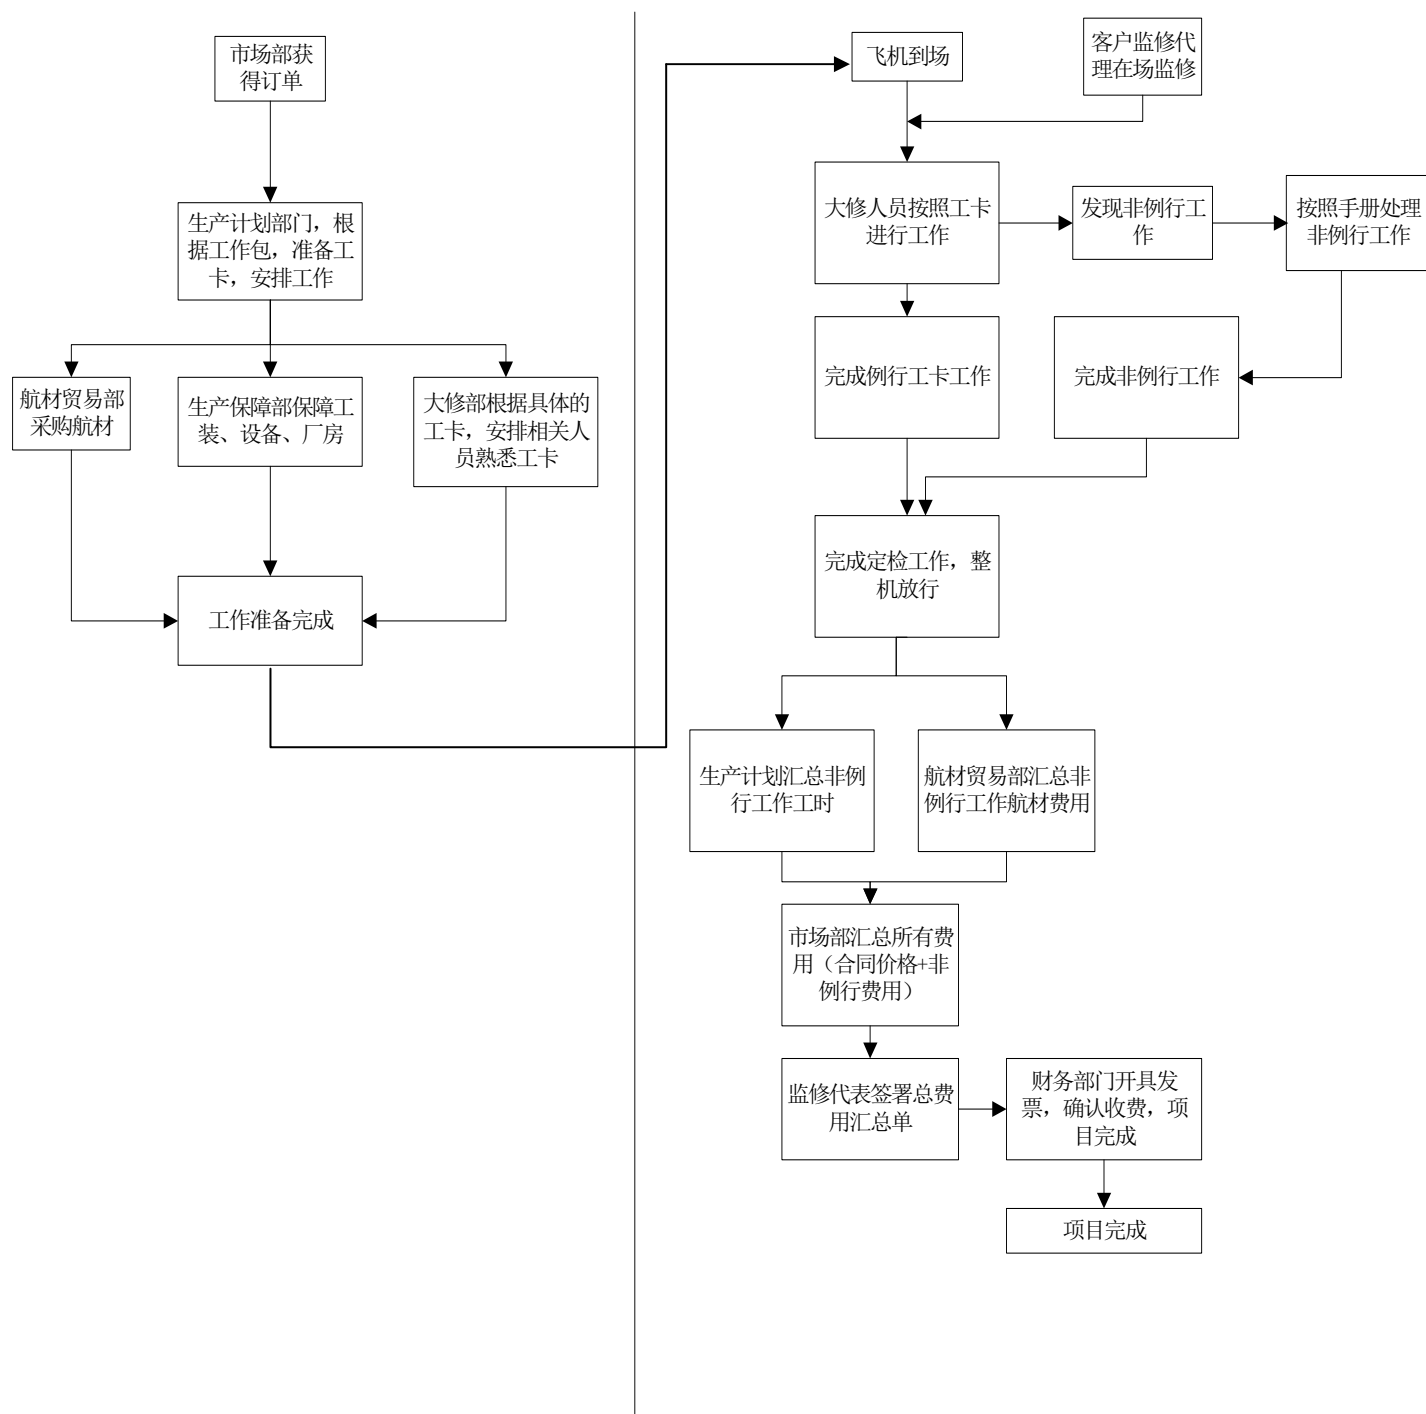 市场部获
得订单
生产计划部门，根
据工作包，准备工
卡，安排工作
航材贸易部
采购航材
生产保障部保障工
装、设备、厂房
大修部根据具体的
工卡，安排相关人
员熟悉工卡
工作准备完成
飞机到场
客户监修代
理在场监修
大修人员按照工卡
进行工作
发现非例行工
作
按照手册处理
非例行工作
完成例行工卡工作
完成非例行工作
完成定检工作，整
机放行
生产计划汇总非例
行工作工时
航材贸易部汇总非
例行工作航材费用
市场部汇总所有费
用（合同价格+非
例行费用）
监修代表签署总费
用汇总单
财务部门开具发
票，确认收费，项
目完成
项目完成